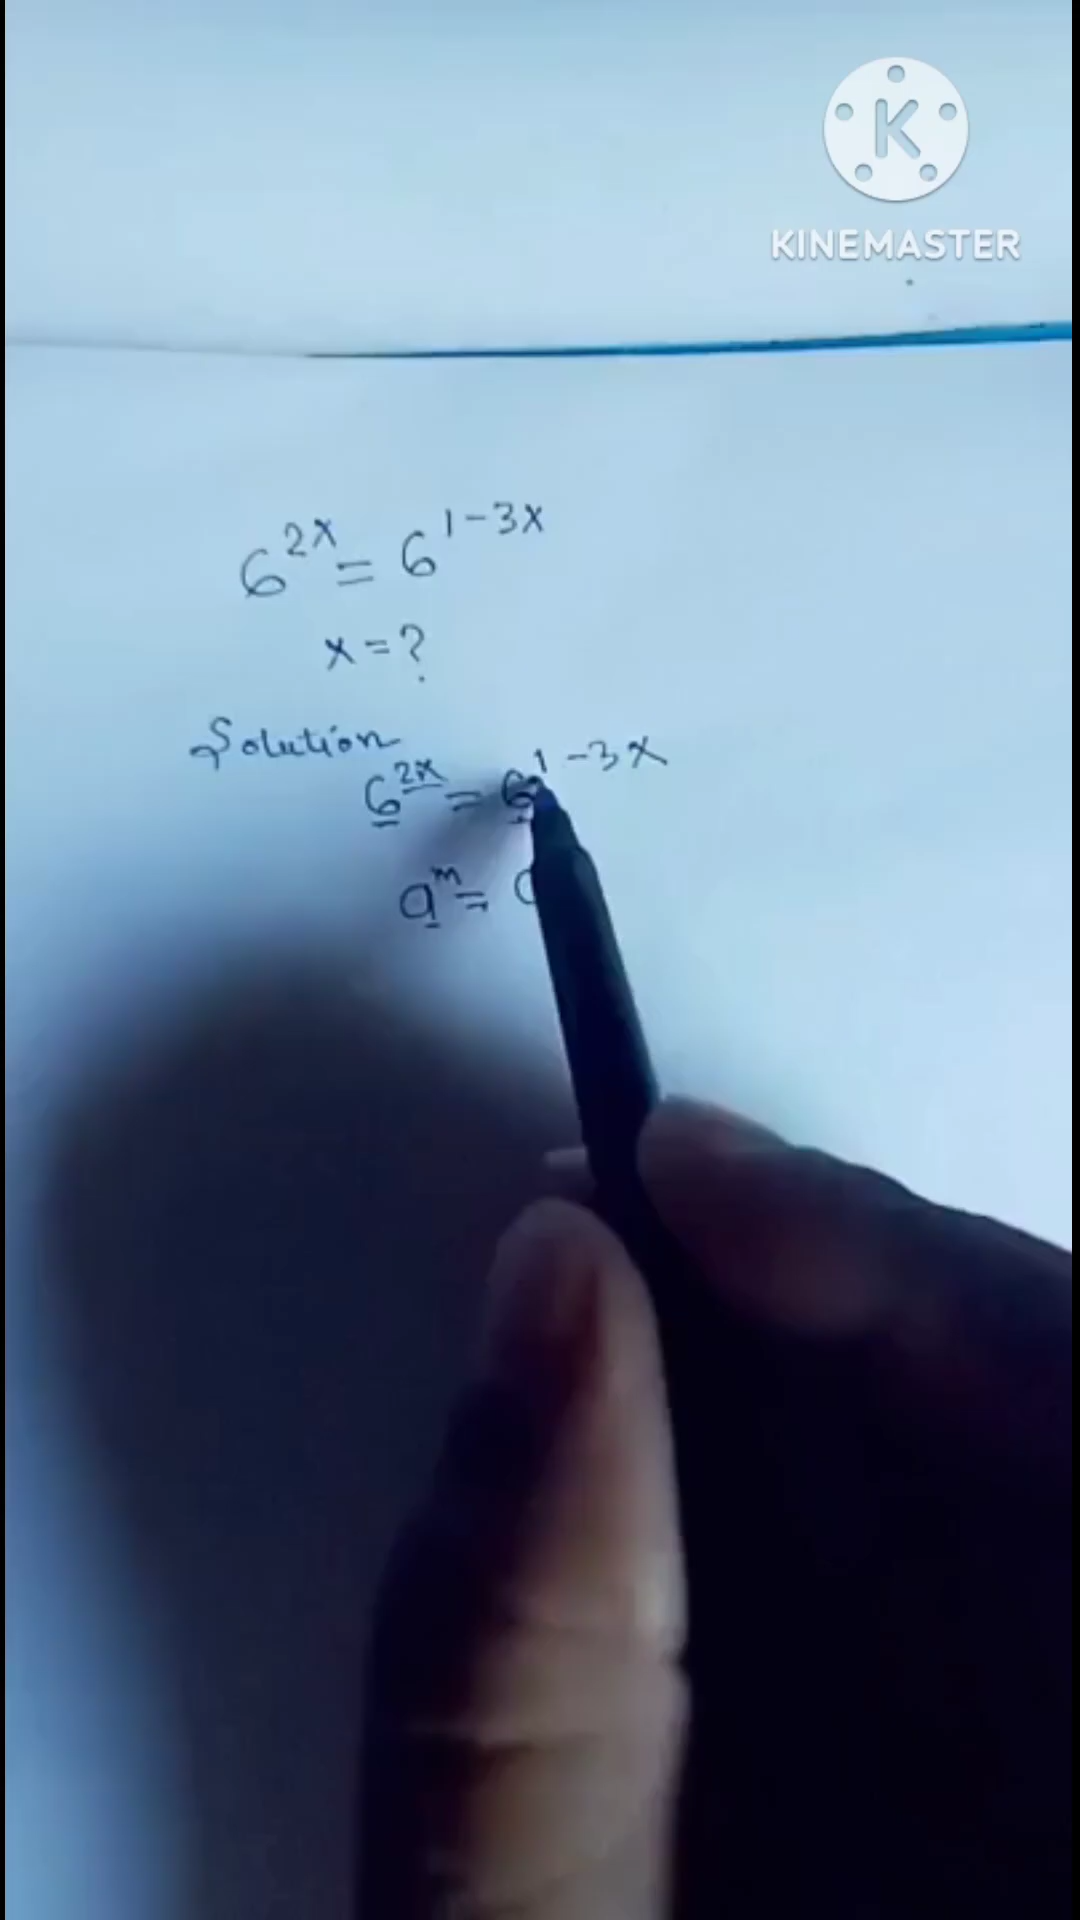 K
KINEMASTER
6^{2x} = 6^{1-3x}
x = ?
Solution
6^{2x} = 6^{1-3x}
a^m =